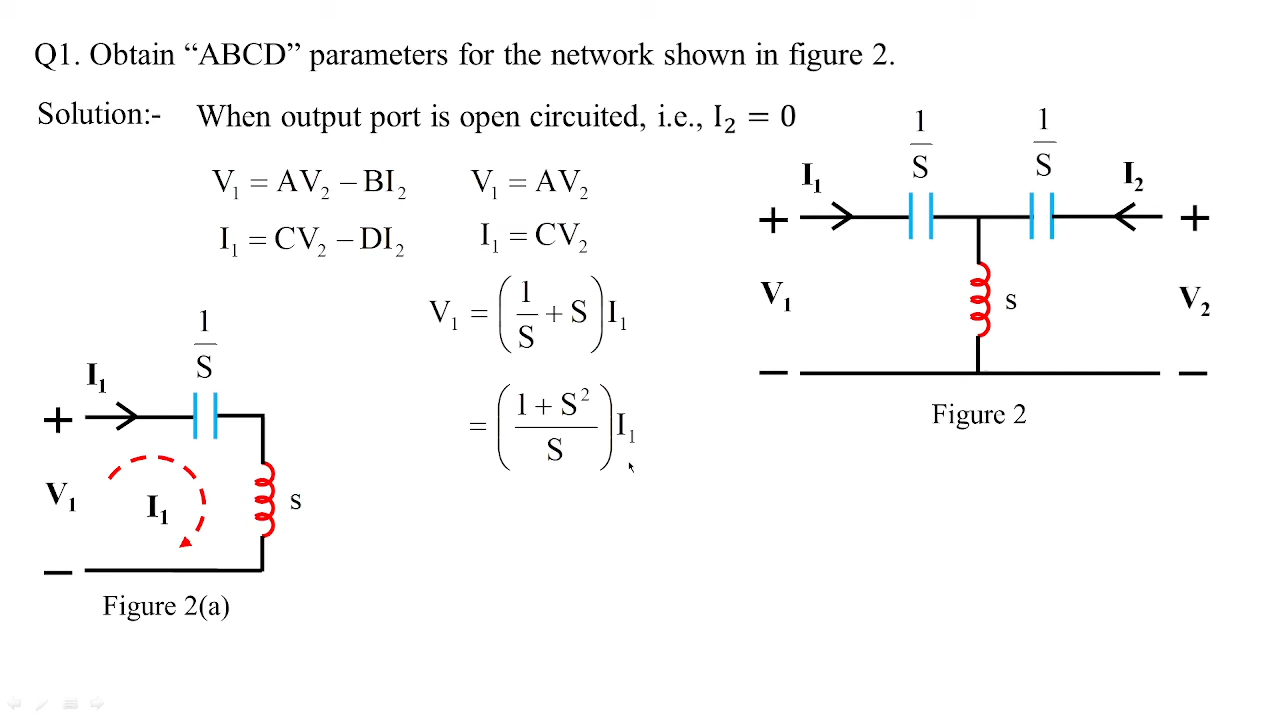 Q1. Obtain “ABCD” parameters for the network shown in figure 2.
Solution:- When output port is open circuited, i.e., I₂ = 0
V₁ = AV₂ − BI₂
I₁ = CV₂ − DI₂
V₁ = AV₂
I₁ = CV₂
V₁ = (1/S + S) I₁
= ((1 + S²)/S) I₁
1/S
1/S
I₁
I₂
+
+
V₁
s
V₂
−
−
Figure 2
1/S
I₁
+
V₁
I₁
s
−
Figure 2(a)